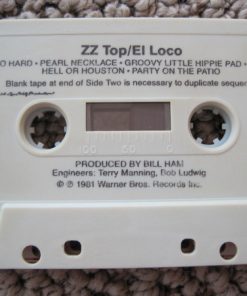 ZZ Top/El Loco
O HARD • PEARL NECKLACE • GROOVY LITTLE HIPPIE PAD •
HELL OR HOUSTON • PARTY ON THE PATIO
Blank tape at end of Side Two is necessary to duplicate sequen
100 50 0
PRODUCED BY BILL HAM
Engineers: Terry Manning, Bob Ludwig
© ℗ 1981 Warner Bros. Records Inc.